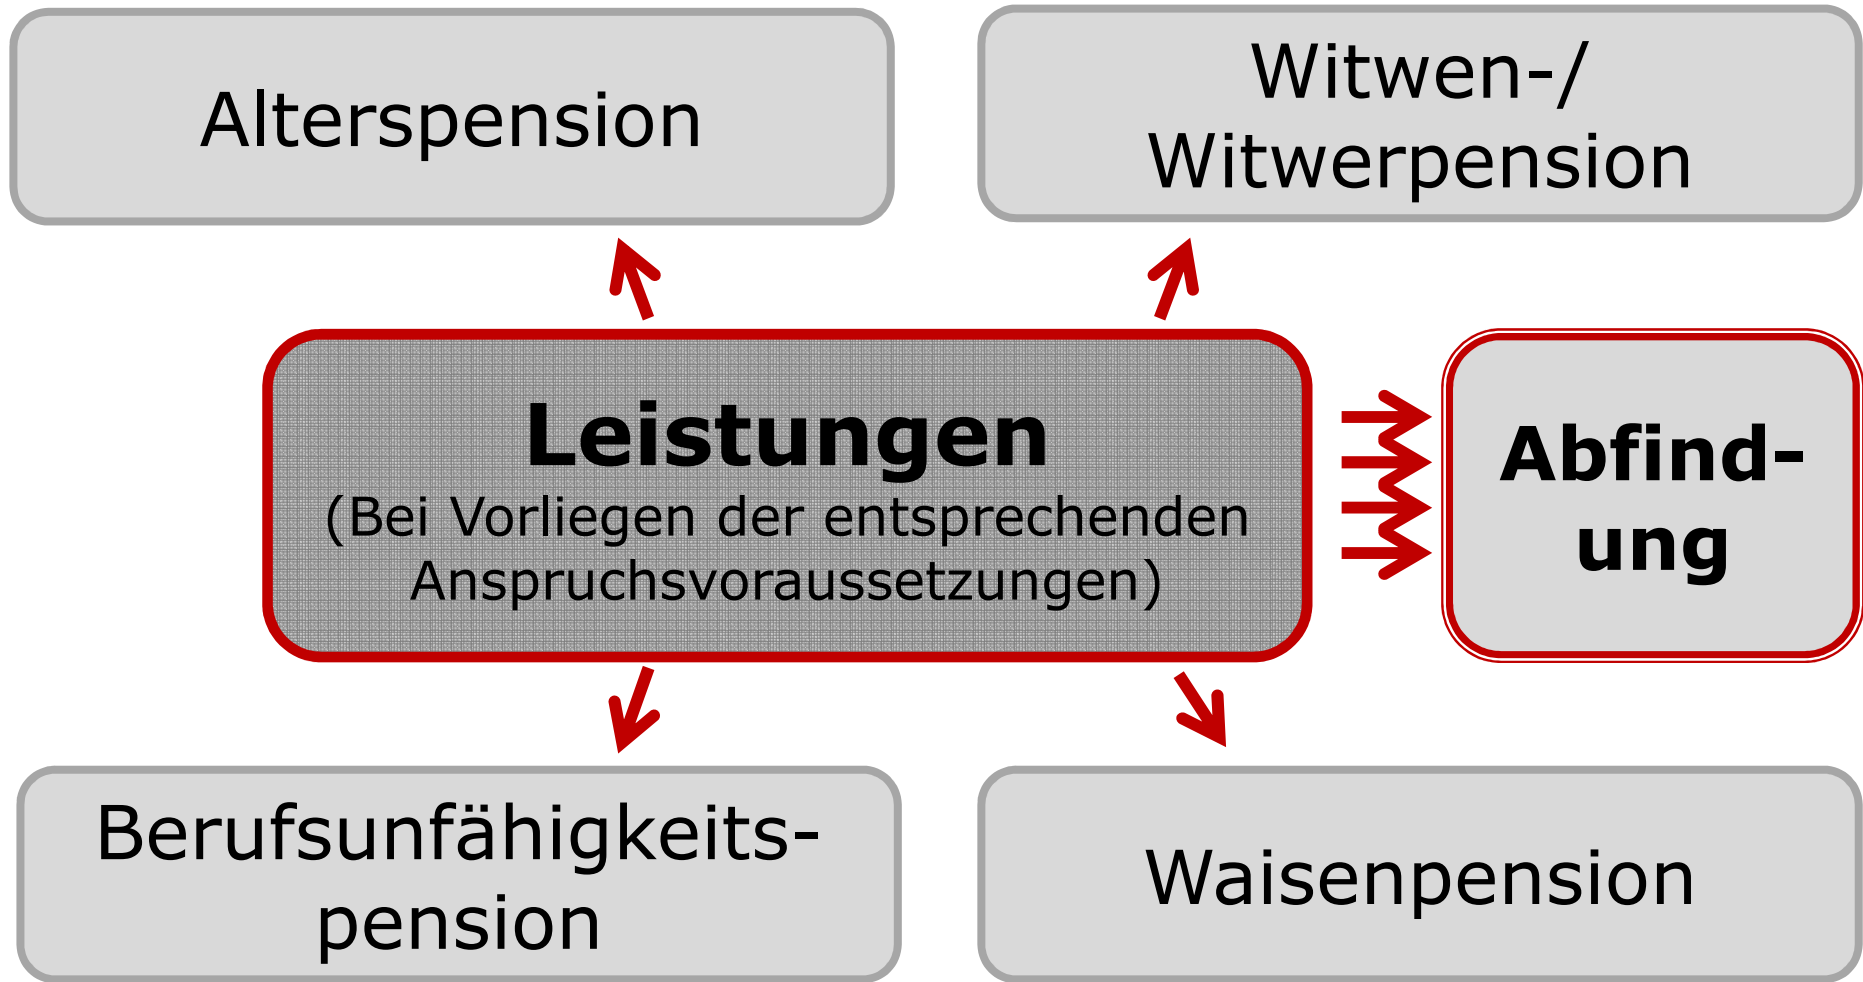 Alterspension
Witwen-/
Witwerpension
Leistungen
(Bei Vorliegen der entsprechenden
Anspruchsvoraussetzungen)
Abfind-
ung
Berufsunfähigkeits-
pension
Waisenpension